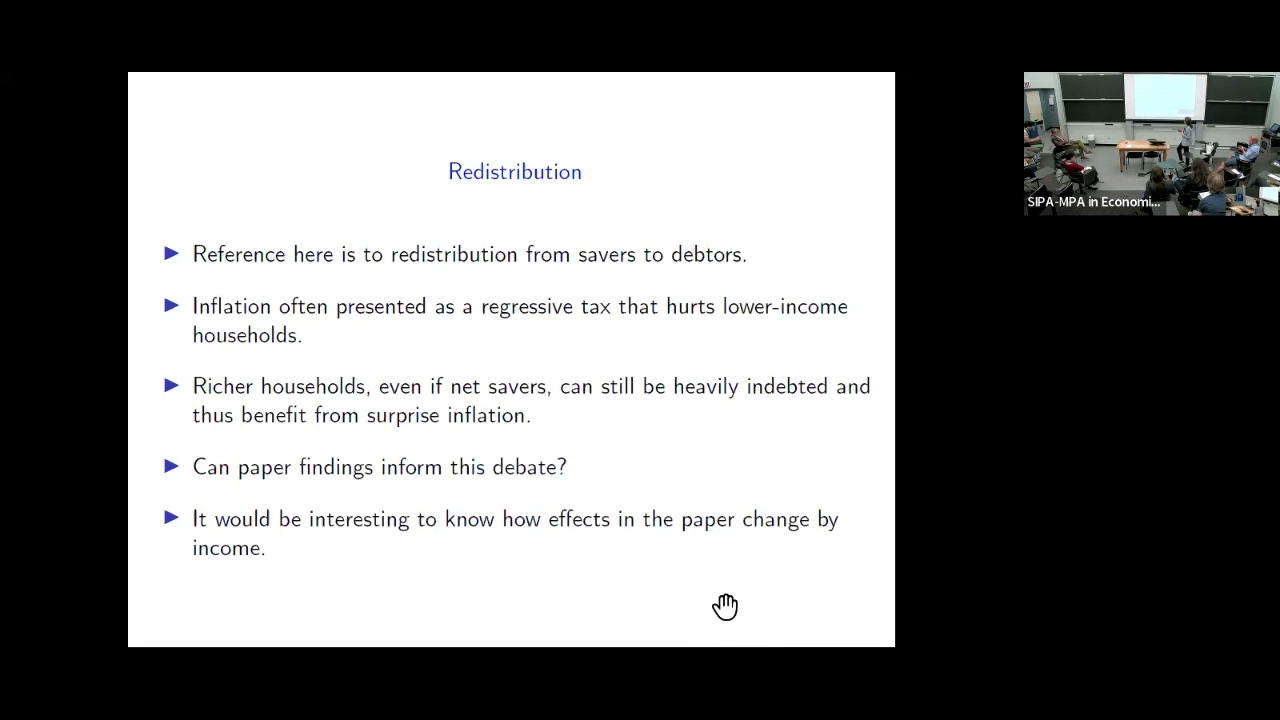 Redistribution
Reference here is to redistribution from savers to debtors.
Inflation often presented as a regressive tax that hurts lower-income
households.
Richer households, even if net savers, can still be heavily indebted and
thus benefit from surprise inflation.
Can paper findings inform this debate?
It would be interesting to know how effects in the paper change by
income.
SIPA-MPA in Economi...